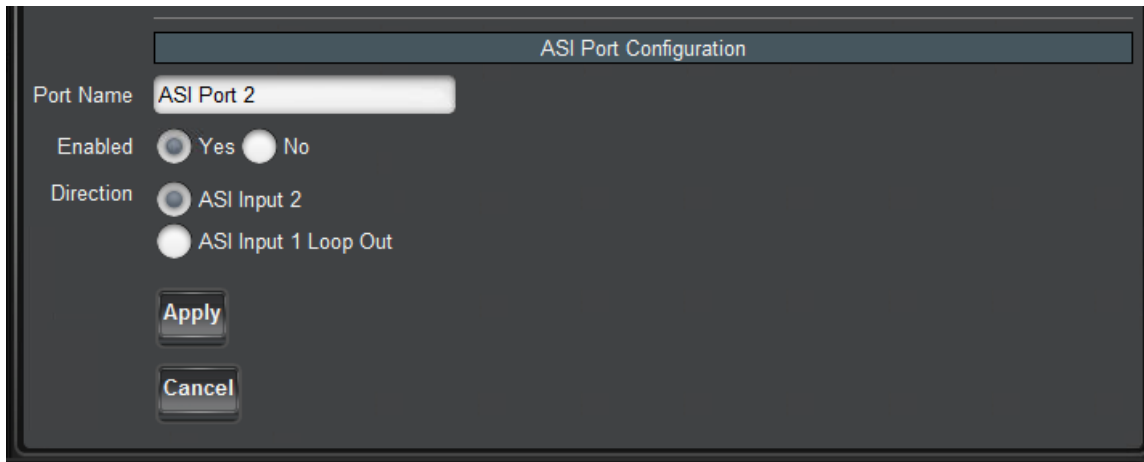 ASI Port Configuration
Port Name ASI Port 2
Enabled Yes No
Direction ASI Input 2
ASI Input 1 Loop Out
Apply
Cancel